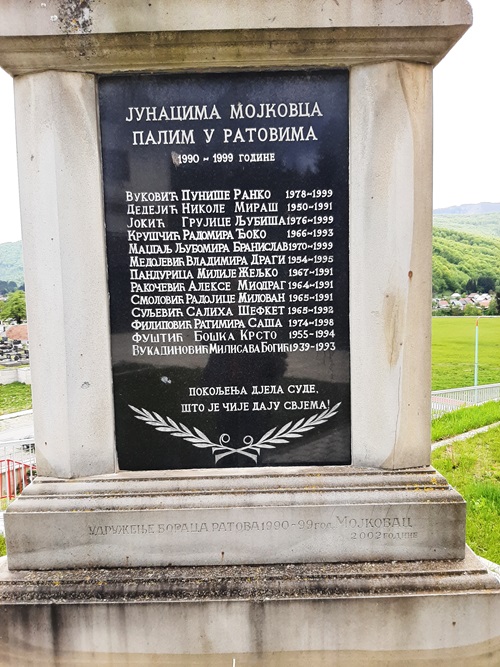 ЈУНАЦИМА МОЈКОВЦА
ПАЛИМ У РАТОВИМА
1990 - 1999 ГОДИНЕ
ВУКОВИЋ ПУНИШЕ РАНКО 1978-1999
ДЕДЕЈИЋ НИКОЛЕ МИРАШ 1950-1991
ЈОКИЋ ГРУЈИЦЕ ЉУБИША 1976-1999
КРУШЧИЋ РАДОМИРА ЂОКО 1966-1993
МАЏГАЉ ЉУБОМИРА БРАНИСЛАВ 1970-1999
МЕДОЈЕВИЋ ВЛАДИМИРА ДРАГИ 1954-1995
ПАНДУРИЦА МИЛИЈЕ ЖЕЉКО 1967-1991
РАКОЧЕВИЋ АЛЕКСЕ МИОДРАГ 1964-1991
СМОЛОВИЋ РАДОЈИЦЕ МИЛОВАН 1965-1991
СУЉЕВИЋ САЛИХА ШЕФКЕТ 1965-1992
ФИЛИПОВИЋ РАТИМИРА САША 1974-1998
ФУШТИЋ БОШКА КРСТО 1955-1994
ВУКАДИНОВИЋ МИЛИСАВА БОГИЋ 1939-1993
ПОКОЉЕЊА ДЈЕЛА СУДЕ,
ШТО ЈЕ ЧИЈЕ ДАЈУ СВЈЕМА!
УДРУЖЕЊЕ БОРАЦА РАТОВА 1990-99 ГОД. МОЈКОВАЦ
2002 ГОДИНЕ